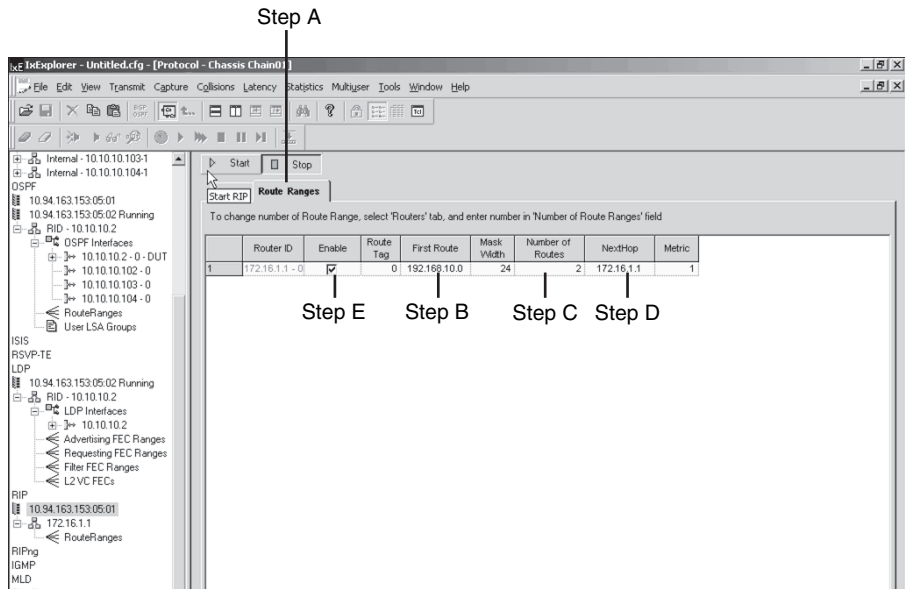 Step A
IxE IxExplorer - Untitled.cfg - [Protocol - Chassis Chain01]
File Edit View Transmit Capture Collisions Latency Statistics Multiuser Tools Window Help
BGP OSPF
Tcl
Internal - 10.10.10.103-1
Internal - 10.10.10.104-1
OSPF
10.94.163.153:05:01
10.94.163.153:05:02 Running
RID - 10.10.10.2
OSPF Interfaces
10.10.10.2 - 0 - DUT
10.10.10.102 - 0
10.10.10.103 - 0
10.10.10.104 - 0
RouteRanges
User LSA Groups
ISIS
RSVP-TE
LDP
10.94.163.153:05:02 Running
RID - 10.10.10.2
LDP Interfaces
10.10.10.2
Advertising FEC Ranges
Requesting FEC Ranges
Filter FEC Ranges
L2 VC FECs
RIP
10.94.163.153:05:01
172.16.1.1
RouteRanges
RIPng
IGMP
MLD
Start Stop
Start RIP Route Ranges
To change number of Route Range, select 'Routers' tab, and enter number in 'Number of Route Ranges' field
Router ID Enable Route Tag First Route Mask Width Number of Routes NextHop Metric
1 172.16.1.1 - 0 0 192.168.10.0 24 2 172.16.1.1 1
Step E Step B Step C Step D